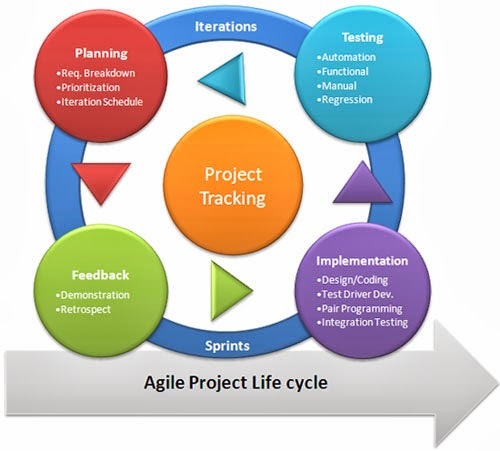 Iterations
Planning
•Req. Breakdown
•Prioritization
•Iteration Schedule
Testing
•Automation
•Functional
•Manual
•Regression
Project
Tracking
Feedback
•Demonstration
•Retrospect
Implementation
•Design/Coding
•Test Driver Dev.
•Pair Programming
•Integration Testing
Sprints
Agile Project Life cycle